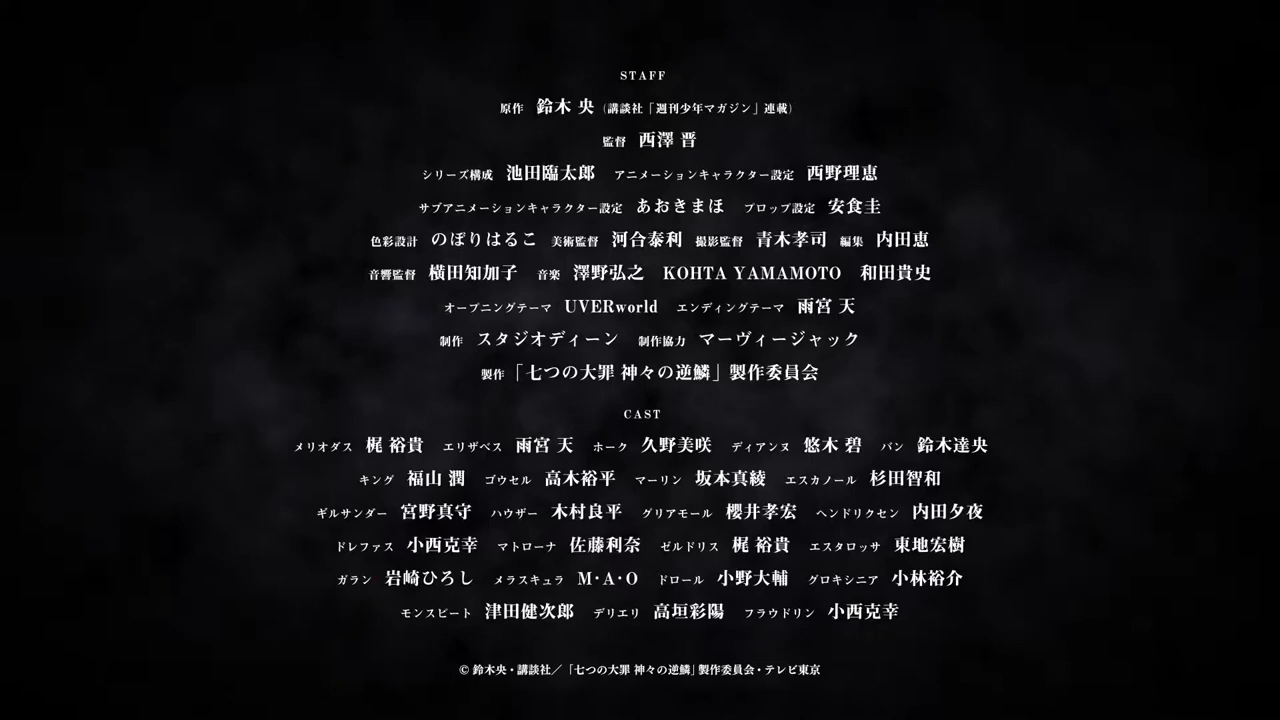 STAFF
原作 鈴木 央 (講談社「週刊少年マガジン」連載)
監督 西澤 晋
シリーズ構成 池田臨太郎 アニメーションキャラクター設定 西野理恵
サブアニメーションキャラクター設定 あおきまほ プロップ設定 安食圭
色彩設計 のぼりはるこ 美術監督 河合泰利 撮影監督 青木孝司 編集 内田恵
音響監督 横田知加子 音楽 澤野弘之 KOHTA YAMAMOTO 和田貴史
オープニングテーマ UVERworld エンディングテーマ 雨宮 天
制作 スタジオディーン 制作協力 マーヴィージャック
製作 「七つの大罪 神々の逆鱗」製作委員会
CAST
メリオダス 梶 裕貴 エリザベス 雨宮 天 ホーク 久野美咲 ディアンヌ 悠木 碧 バン 鈴木達央
キング 福山 潤 ゴウセル 高木裕平 マーリン 坂本真綾 エスカノール 杉田智和
ギルサンダー 宮野真守 ハウザー 木村良平 グリアモール 櫻井孝宏 ヘンドリクセン 内田夕夜
ドレファス 小西克幸 マトローナ 佐藤利奈 ゼルドリス 梶 裕貴 エスタロッサ 東地宏樹
ガラン 岩崎ひろし メラスキュラ M・A・O ドロール 小野大輔 グロキシニア 小林裕介
モンスピート 津田健次郎 デリエリ 高垣彩陽 フラウドリン 小西克幸
© 鈴木央・講談社／「七つの大罪 神々の逆鱗」製作委員会・テレビ東京